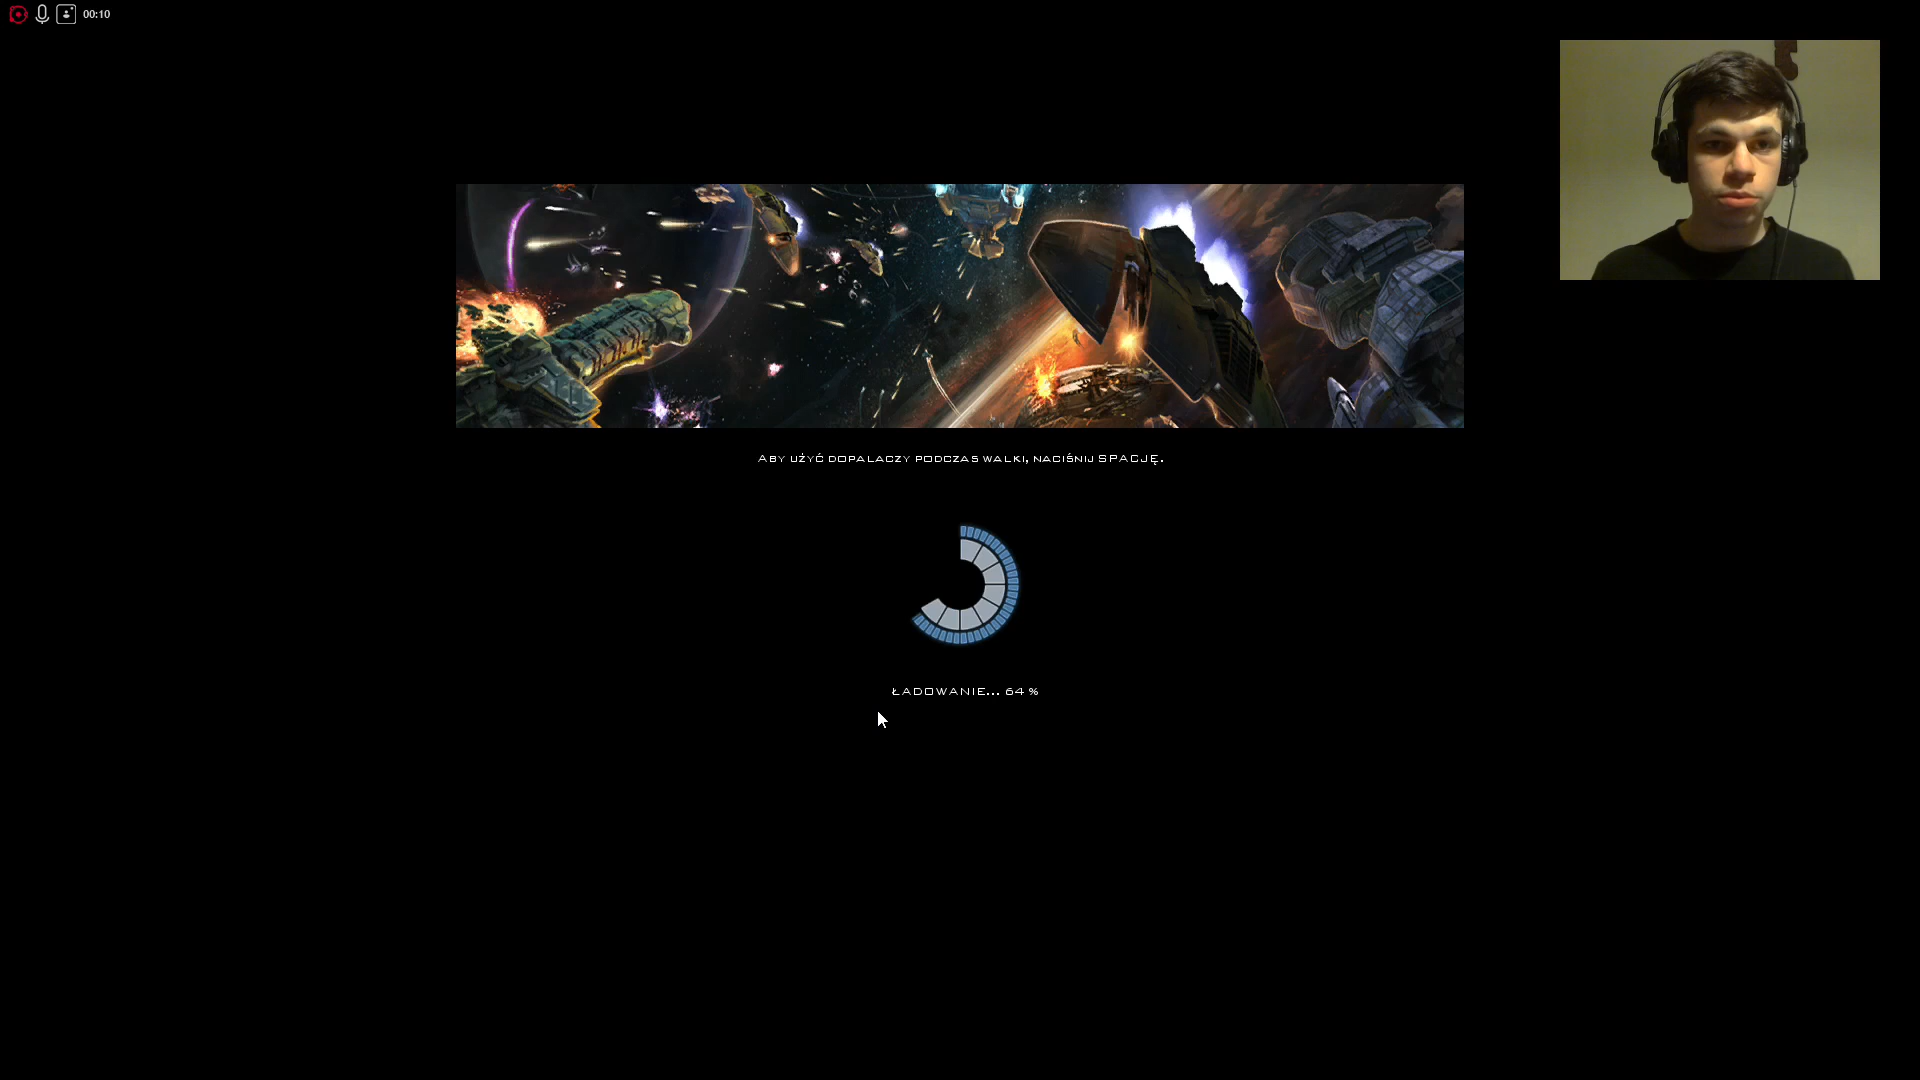 00:10
Aby użyć dopalaczy podczas walki, naciśnij SPACJĘ.
ŁADOWANIE... 64 %